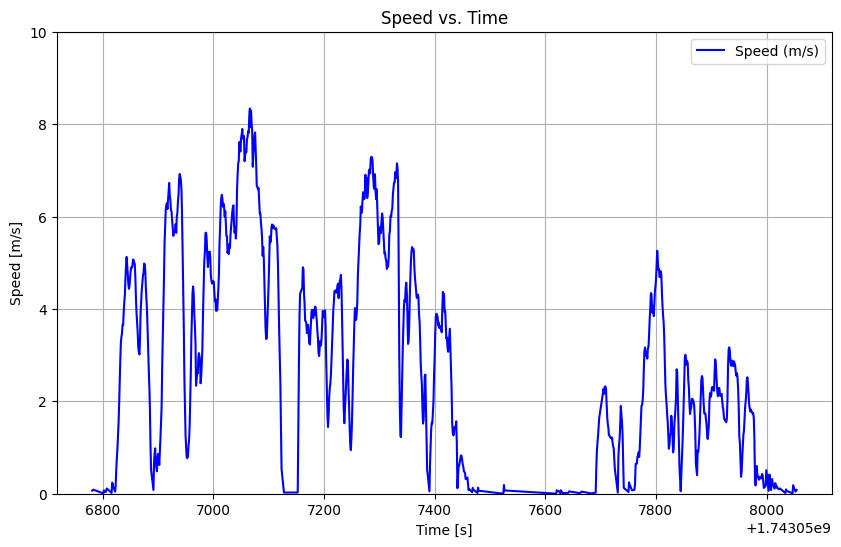 Speed vs. Time
10
Speed (m/s)
8
6
4
2
0
Speed [m/s]
6800 7000 7200 7400 7600 7800 8000
Time [s]
+1.74305e9